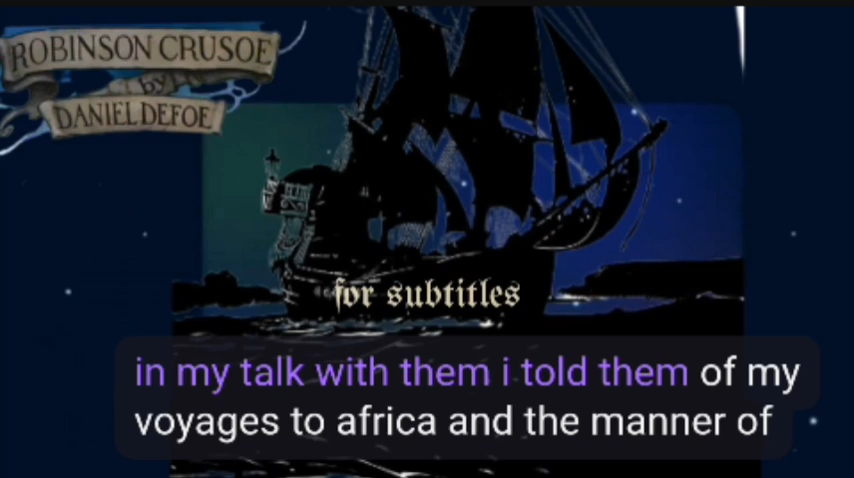 ROBINSON CRUSOE
by
DANIEL DEFOE
for subtitles
in my talk with them i told them of my
voyages to africa and the manner of